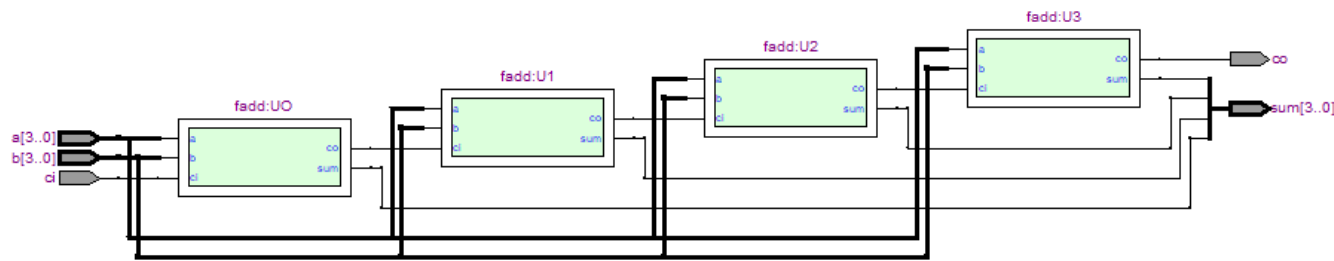 fadd:U3
a
b
ci
co
sum
co
sum[3..0]
fadd:U2
a
b
ci
co
sum
fadd:U1
a
b
ci
co
sum
fadd:UO
a
b
ci
co
sum
a[3..0]
b[3..0]
ci